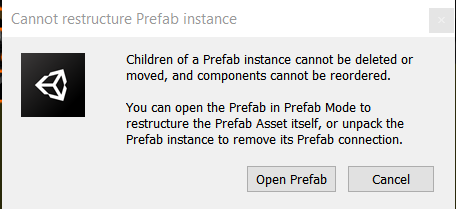 Cannot restructure Prefab instance
Children of a Prefab instance cannot be deleted or
moved, and components cannot be reordered.
You can open the Prefab in Prefab Mode to
restructure the Prefab Asset itself, or unpack the
Prefab instance to remove its Prefab connection.
Open Prefab
Cancel